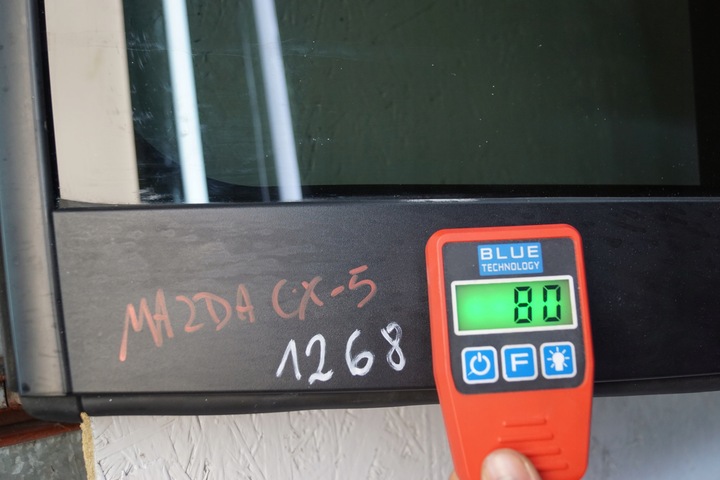 MAZDA CX-5
1268
BLUE
TECHNOLOGY
80
F